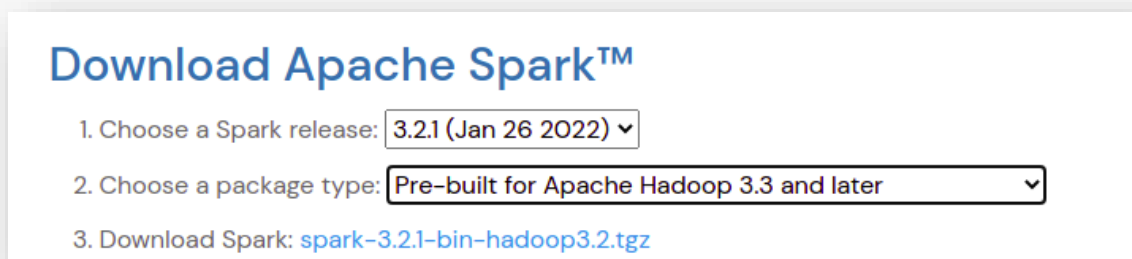 Download Apache Spark™
1. Choose a Spark release: 3.2.1 (Jan 26 2022)
2. Choose a package type: Pre-built for Apache Hadoop 3.3 and later
3. Download Spark: spark-3.2.1-bin-hadoop3.2.tgz